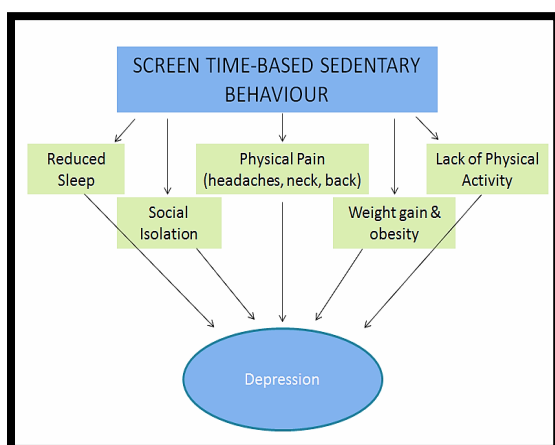 SCREEN TIME-BASED SEDENTARY
BEHAVIOUR
Reduced
Sleep
Physical Pain
(headaches, neck, back)
Lack of Physical
Activity
Social
Isolation
Weight gain &
obesity
Depression